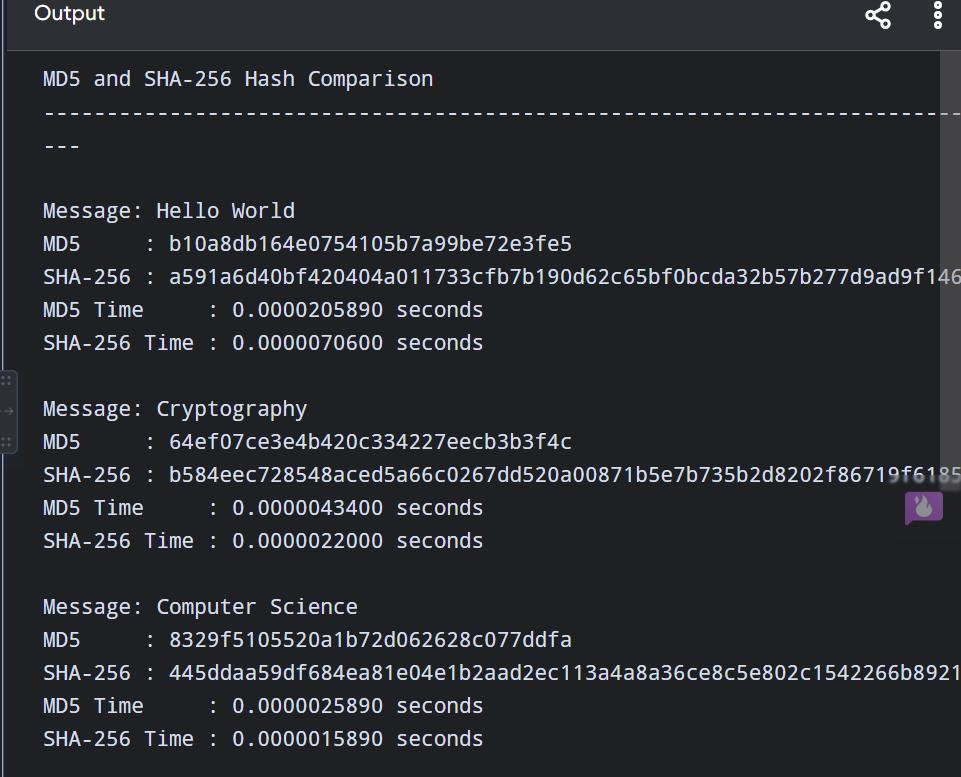 Output
MD5 and SHA-256 Hash Comparison
--------------------------------------------------------------------------
---
Message: Hello World
MD5     : b10a8db164e0754105b7a99be72e3fe5
SHA-256 : a591a6d40bf420404a011733cfb7b190d62c65bf0bcda32b57b277d9ad9f146
MD5 Time     : 0.0000205890 seconds
SHA-256 Time : 0.0000070600 seconds
Message: Cryptography
MD5     : 64ef07ce3e4b420c334227eecb3b3f4c
SHA-256 : b584eec728548aced5a66c0267dd520a00871b5e7b735b2d8202f86719f6185
MD5 Time     : 0.0000043400 seconds
SHA-256 Time : 0.0000022000 seconds
Message: Computer Science
MD5     : 8329f5105520a1b72d062628c077ddfa
SHA-256 : 445ddaa59df684ea81e04e1b2aad2ec113a4a8a36ce8c5e802c1542266b8921
MD5 Time     : 0.0000025890 seconds
SHA-256 Time : 0.0000015890 seconds